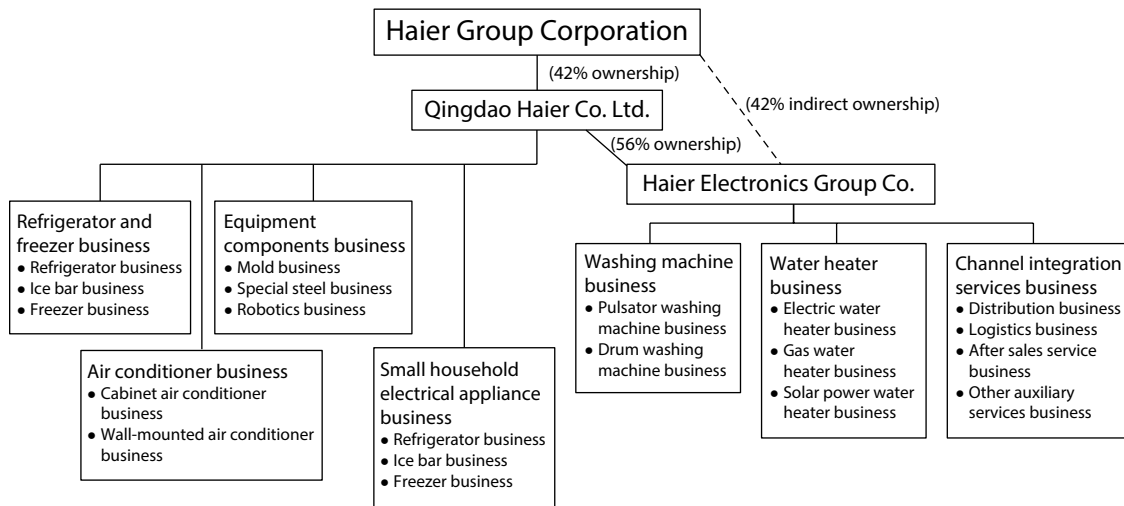 Haier Group Corporation
(42% ownership)
(42% indirect ownership)
Qingdao Haier Co. Ltd.
(56% ownership)
Haier Electronics Group Co.
Refrigerator and
freezer business
● Refrigerator business
● Ice bar business
● Freezer business
Equipment
components business
● Mold business
● Special steel business
● Robotics business
Air conditioner business
● Cabinet air conditioner
business
● Wall-mounted air conditioner
business
Small household
electrical appliance
business
● Refrigerator business
● Ice bar business
● Freezer business
Washing machine
business
● Pulsator washing
machine business
● Drum washing
machine business
Water heater
business
● Electric water
heater business
● Gas water
heater business
● Solar power water
heater business
Channel integration
services business
● Distribution business
● Logistics business
● After sales service
business
● Other auxiliary
services business